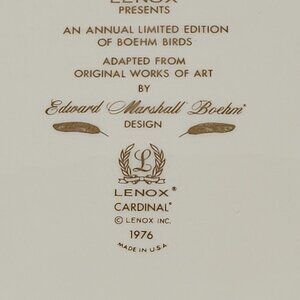 LENOX
PRESENTS
AN ANNUAL LIMITED EDITION
OF BOEHM BIRDS
ADAPTED FROM
ORIGINAL WORKS OF ART
BY
Edward Marshall Boehm
DESIGN
L
LENOX®
CARDINAL
© LENOX INC.
1976
MADE IN U.S.A.